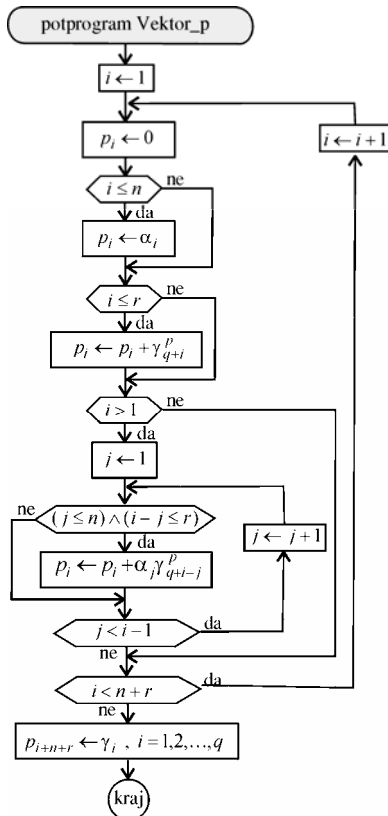 potprogram Vektor_p
i ← 1
p_i ← 0
i ← i + 1
i ≤ n
ne
da
p_i ← α_i
i ≤ r
ne
da
p_i ← p_i + γ^p_{q+i}
i > 1
ne
da
j ← 1
ne
(j ≤ n) ∧ (i − j ≤ r)
da
j ← j + 1
p_i ← p_i + α_j γ^p_{q+i−j}
j < i − 1
da
ne
i < n + r
da
ne
p_{i+n+r} ← γ_i , i = 1,2,…,q
kraj